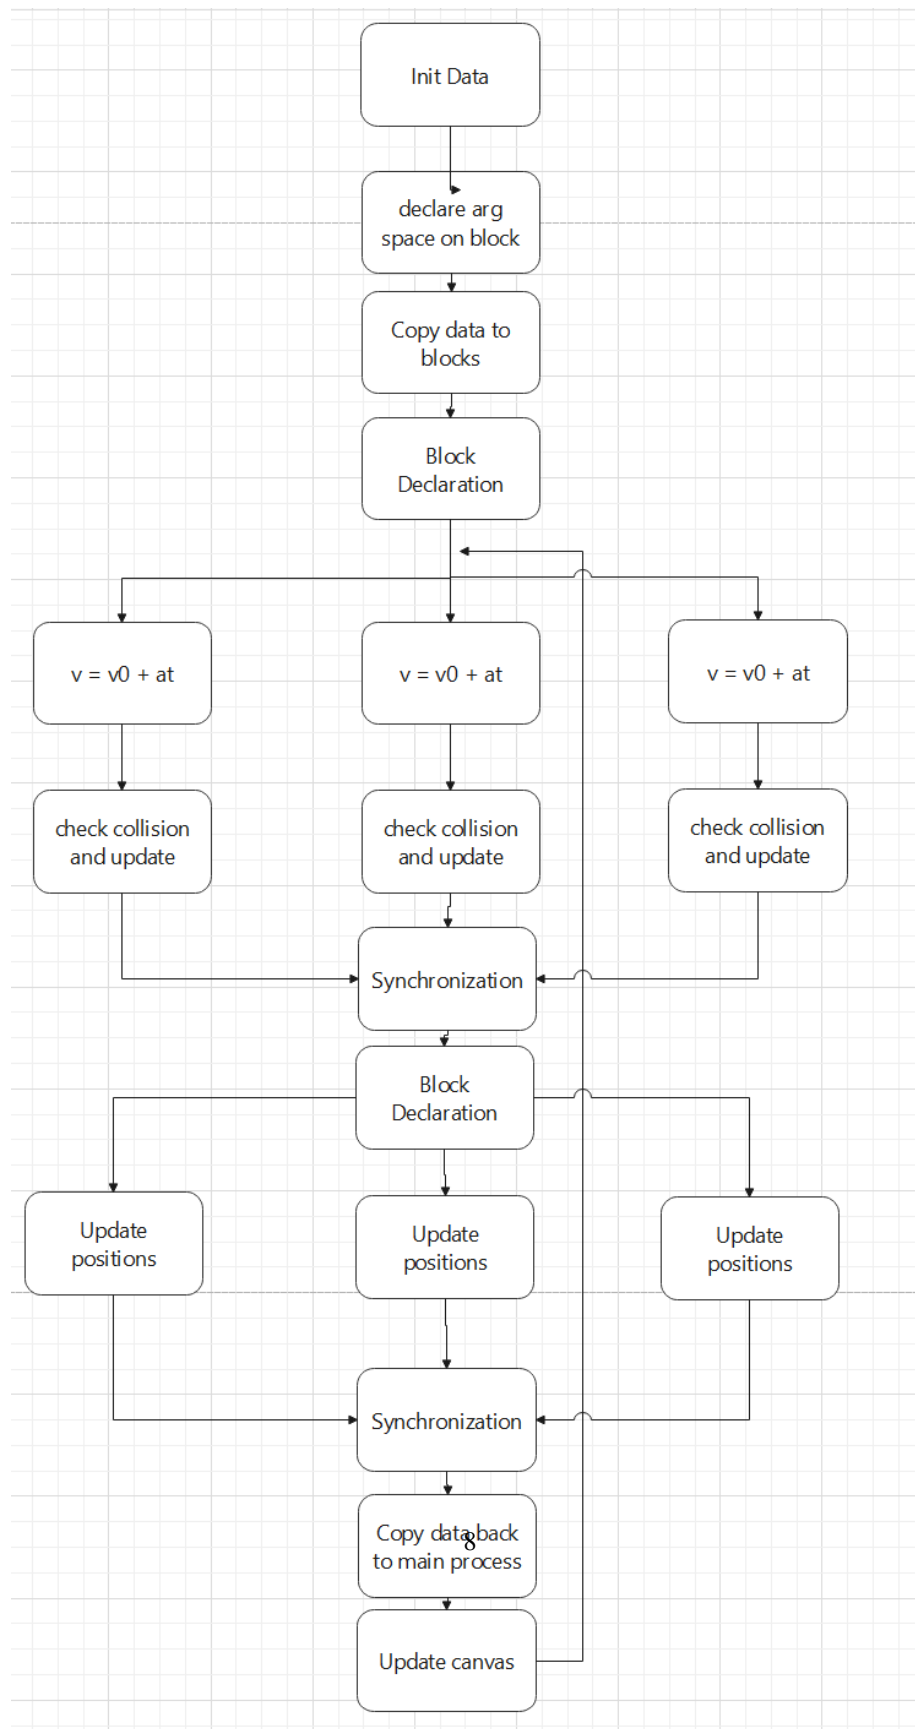 Init Data
declare arg
space on block
Copy data to
blocks
Block
Declaration
v = v0 + at
v = v0 + at
v = v0 + at
check collision
and update
check collision
and update
check collision
and update
Synchronization
Block
Declaration
Update
positions
Update
positions
Update
positions
Synchronization
Copy data back
8
to main process
Update canvas